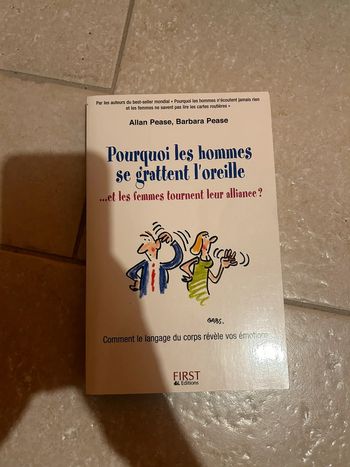 Par les auteurs du best-seller mondial « Pourquoi les hommes n'écoutent jamais rien
et les femmes ne savent pas lire les cartes routières »
Allan Pease, Barbara Pease
Pourquoi les hommes
se grattent l'oreille
...et les femmes tournent leur alliance ?
GABS.
Comment le langage du corps révèle vos émotions
FIRST
Editions